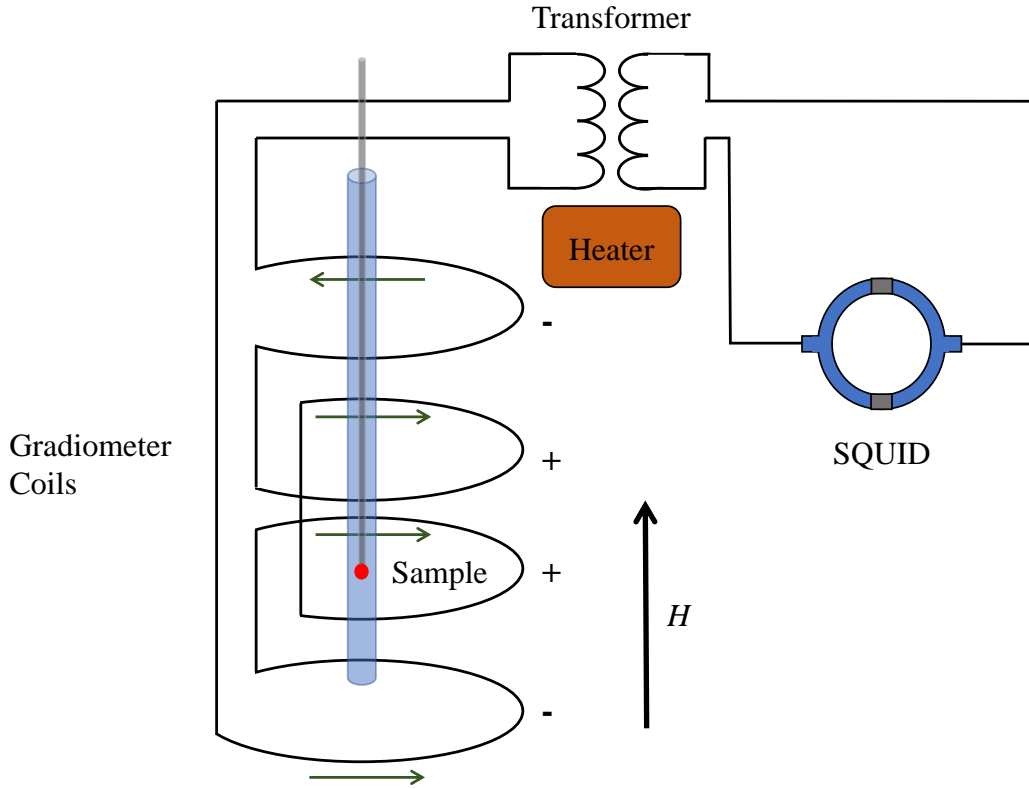 Transformer
Heater
-
Gradiometer
Coils
+
SQUID
Sample
+
H
-